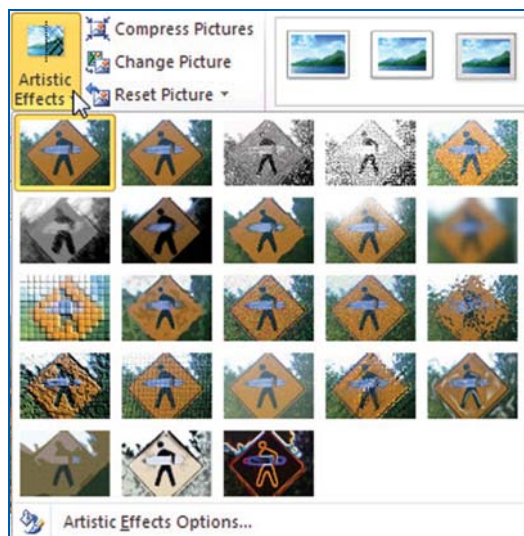 Compress Pictures
Change Picture
Artistic
Effects
Reset Picture
Artistic Effects Options...